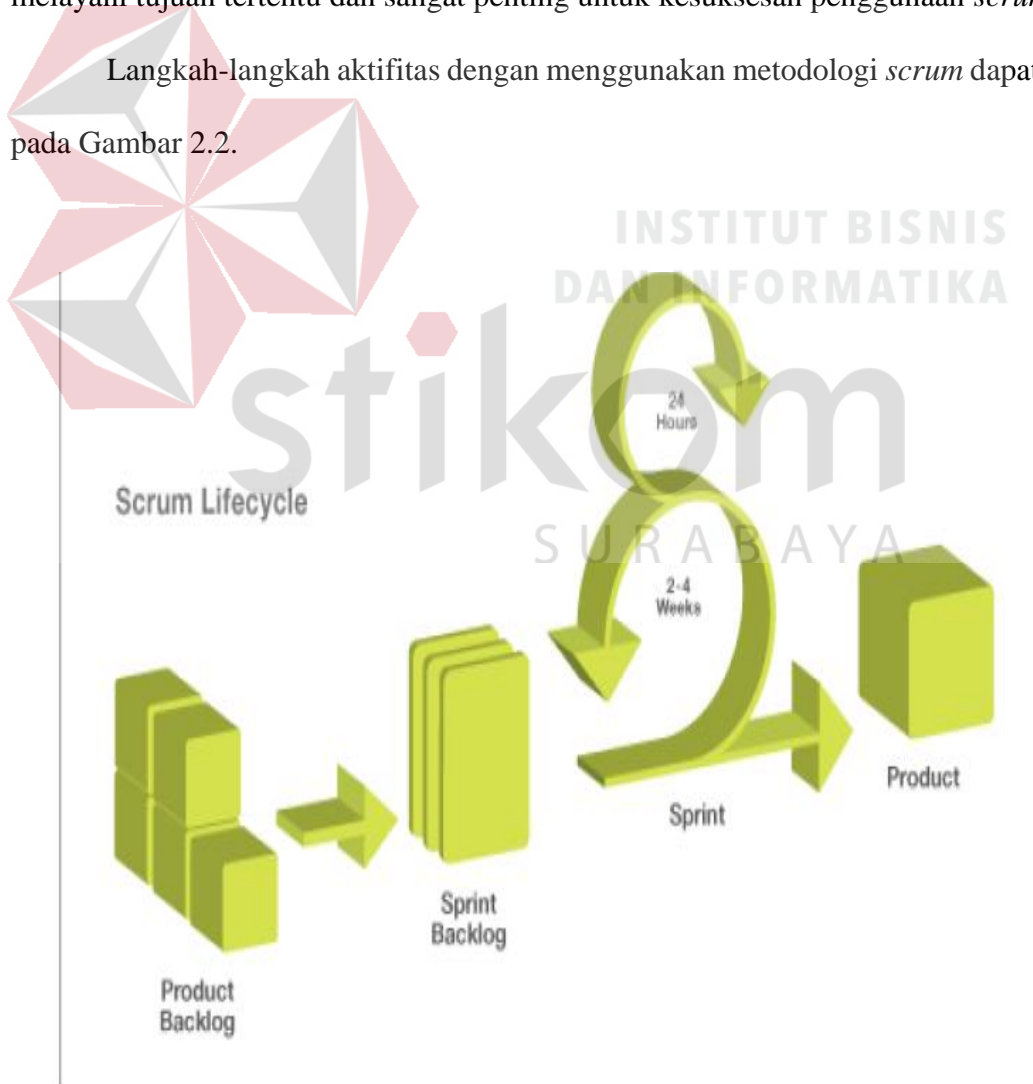 melayani tujuan tertentu dan sangat penting untuk kesuksesan penggunaan
Langkah-langkah aktifitas dengan menggunakan metodologi scrum dapat
pada Gambar 2.2.
INSTITUT BISNIS
DAN INFORMATIKA
stikom
SURABAYA
Scrum Lifecycle
24
Hours
2-4
Weeks
Sprint
Product
Sprint
Backlog
Product
Backlog